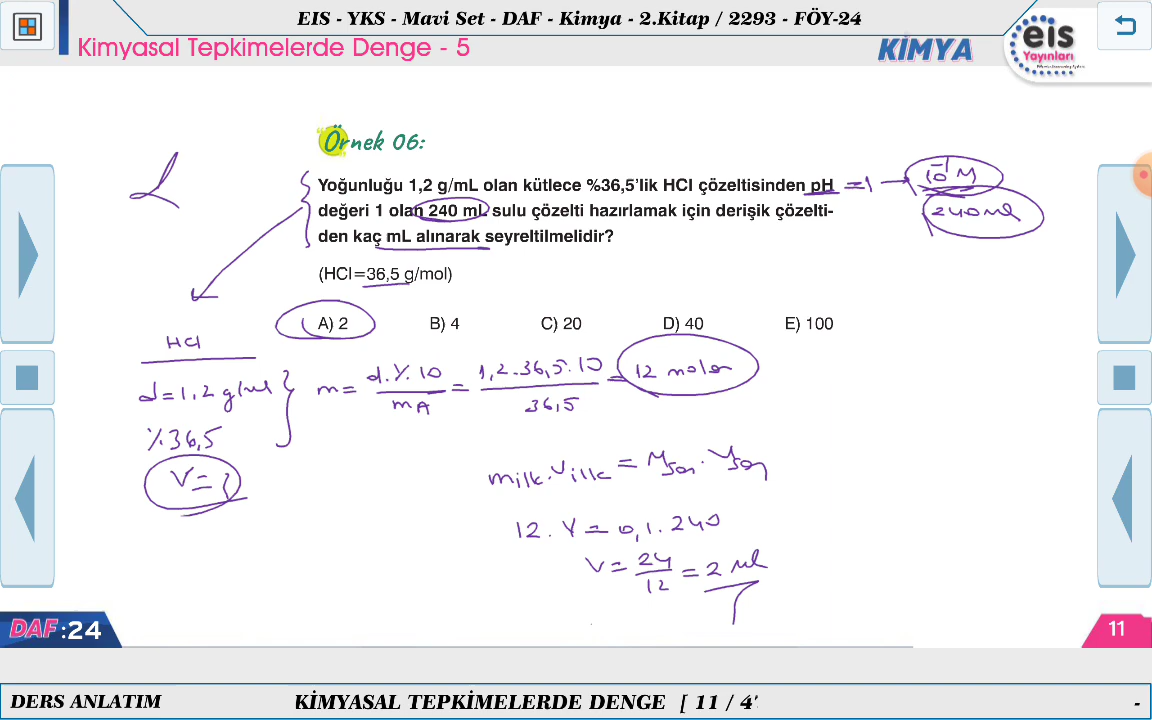 EIS - YKS - Mavi Set - DAF - Kimya - 2.Kitap / 2293 - FÖY-24
Kimyasal Tepkimelerde Denge - 5
KİMYA
eis
Yayınları
Örnek 06:
Yoğunluğu 1,2 g/mL olan kütlece %36,5'lik HCl çözeltisinden pH
değeri 1 olan 240 mL sulu çözelti hazırlamak için derişik çözelti-
den kaç mL alınarak seyreltilmelidir?
(HCl=36,5 g/mol)
A) 2 B) 4 C) 20 D) 40 E) 100
=1 → 10⁻¹ M
240 ml
HCl
d=1,2 g/ml
%36,5
V=?
m= d.%.10 / mA = 1,2.36,5.10 / 36,5 = 12 molar
milk.Vilk = Mson.Vson
12.V = 0,1.240
V = 24/12 = 2 ml
DAF:24
11
DERS ANLATIM
KİMYASAL TEPKİMELERDE DENGE [ 11 / 4
-